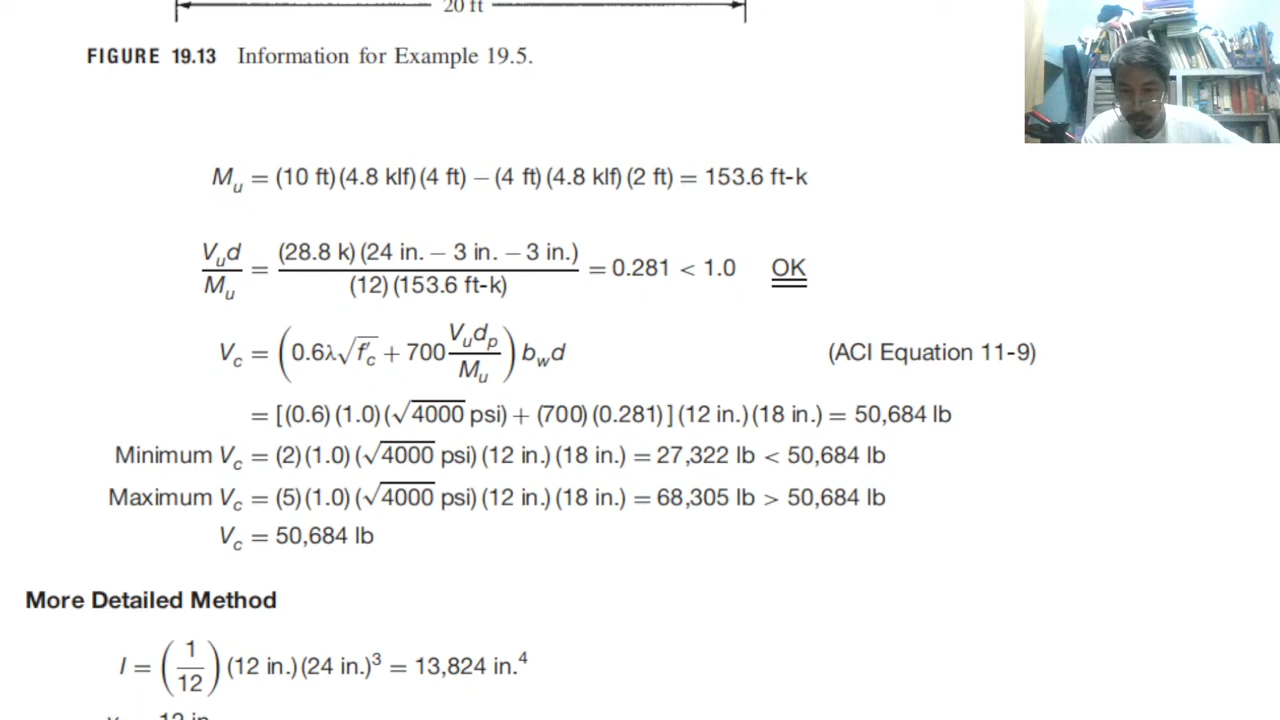 20 ft
FIGURE 19.13 Information for Example 19.5.
M_u = (10 ft)(4.8 klf)(4 ft) − (4 ft)(4.8 klf)(2 ft) = 153.6 ft-k
V_u d / M_u = (28.8 k)(24 in. − 3 in. − 3 in.) / (12)(153.6 ft-k) = 0.281 < 1.0 OK
V_c = (0.6λ√f′_c + 700 V_u d_p / M_u) b_w d (ACI Equation 11-9)
= [(0.6)(1.0)(√4000 psi) + (700)(0.281)](12 in.)(18 in.) = 50,684 lb
Minimum V_c = (2)(1.0)(√4000 psi)(12 in.)(18 in.) = 27,322 lb < 50,684 lb
Maximum V_c = (5)(1.0)(√4000 psi)(12 in.)(18 in.) = 68,305 lb > 50,684 lb
V_c = 50,684 lb
More Detailed Method
I = (1/12)(12 in.)(24 in.)³ = 13,824 in.⁴
12 in